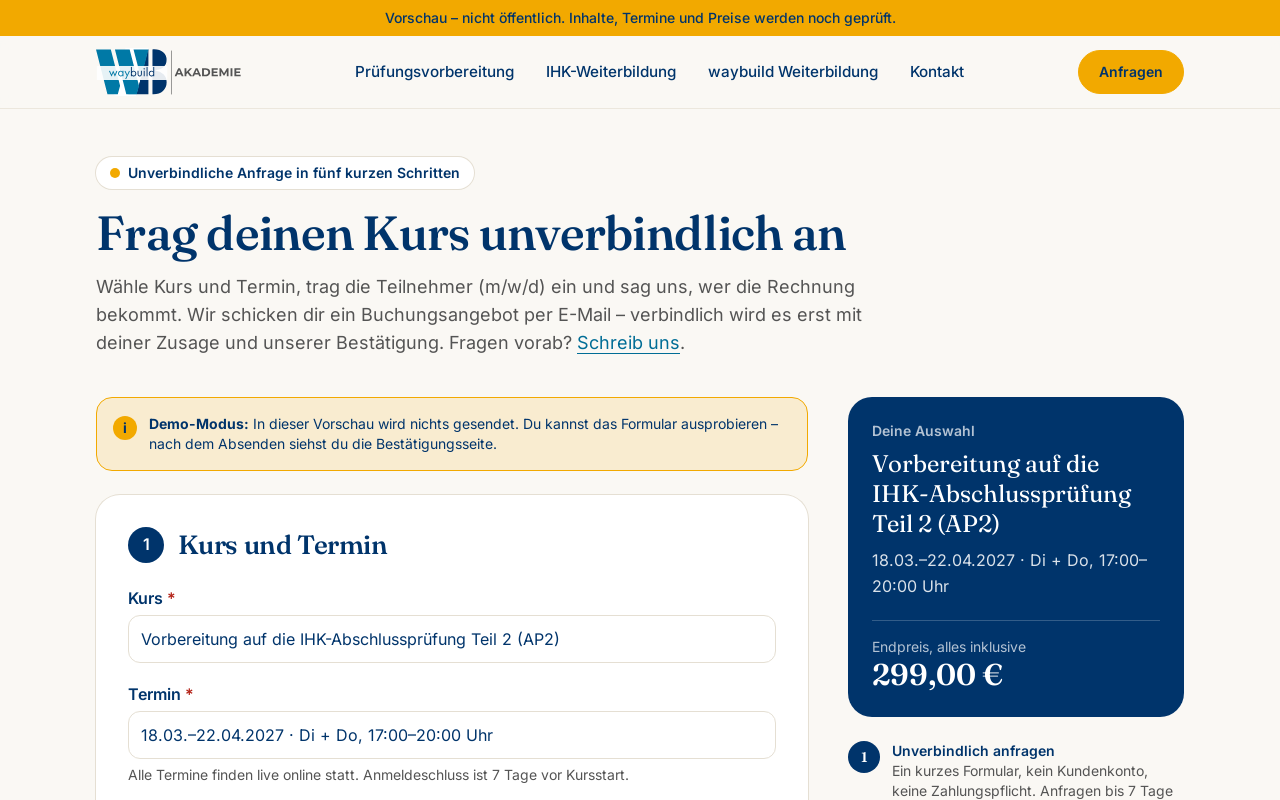 Vorschau – nicht öffentlich. Inhalte, Termine und Preise werden noch geprüft.
waybuild AKADEMIE
Prüfungsvorbereitung
IHK-Weiterbildung
waybuild Weiterbildung
Kontakt
Anfragen
Unverbindliche Anfrage in fünf kurzen Schritten
Frag deinen Kurs unverbindlich an
Wähle Kurs und Termin, trag die Teilnehmer (m/w/d) ein und sag uns, wer die Rechnung
bekommt. Wir schicken dir ein Buchungsangebot per E-Mail – verbindlich wird es erst mit
deiner Zusage und unserer Bestätigung. Fragen vorab? Schreib uns.
i
Demo-Modus: In dieser Vorschau wird nichts gesendet. Du kannst das Formular ausprobieren –
nach dem Absenden siehst du die Bestätigungsseite.
1 Kurs und Termin
Kurs *
Vorbereitung auf die IHK-Abschlussprüfung Teil 2 (AP2)
Termin *
18.03.–22.04.2027 · Di + Do, 17:00–20:00 Uhr
Alle Termine finden live online statt. Anmeldeschluss ist 7 Tage vor Kursstart.
Deine Auswahl
Vorbereitung auf die
IHK-Abschlussprüfung
Teil 2 (AP2)
18.03.–22.04.2027 · Di + Do, 17:00–
20:00 Uhr
Endpreis, alles inklusive
299,00 €
1
Unverbindlich anfragen
Ein kurzes Formular, kein Kundenkonto,
keine Zahlungspflicht. Anfragen bis 7 Tage